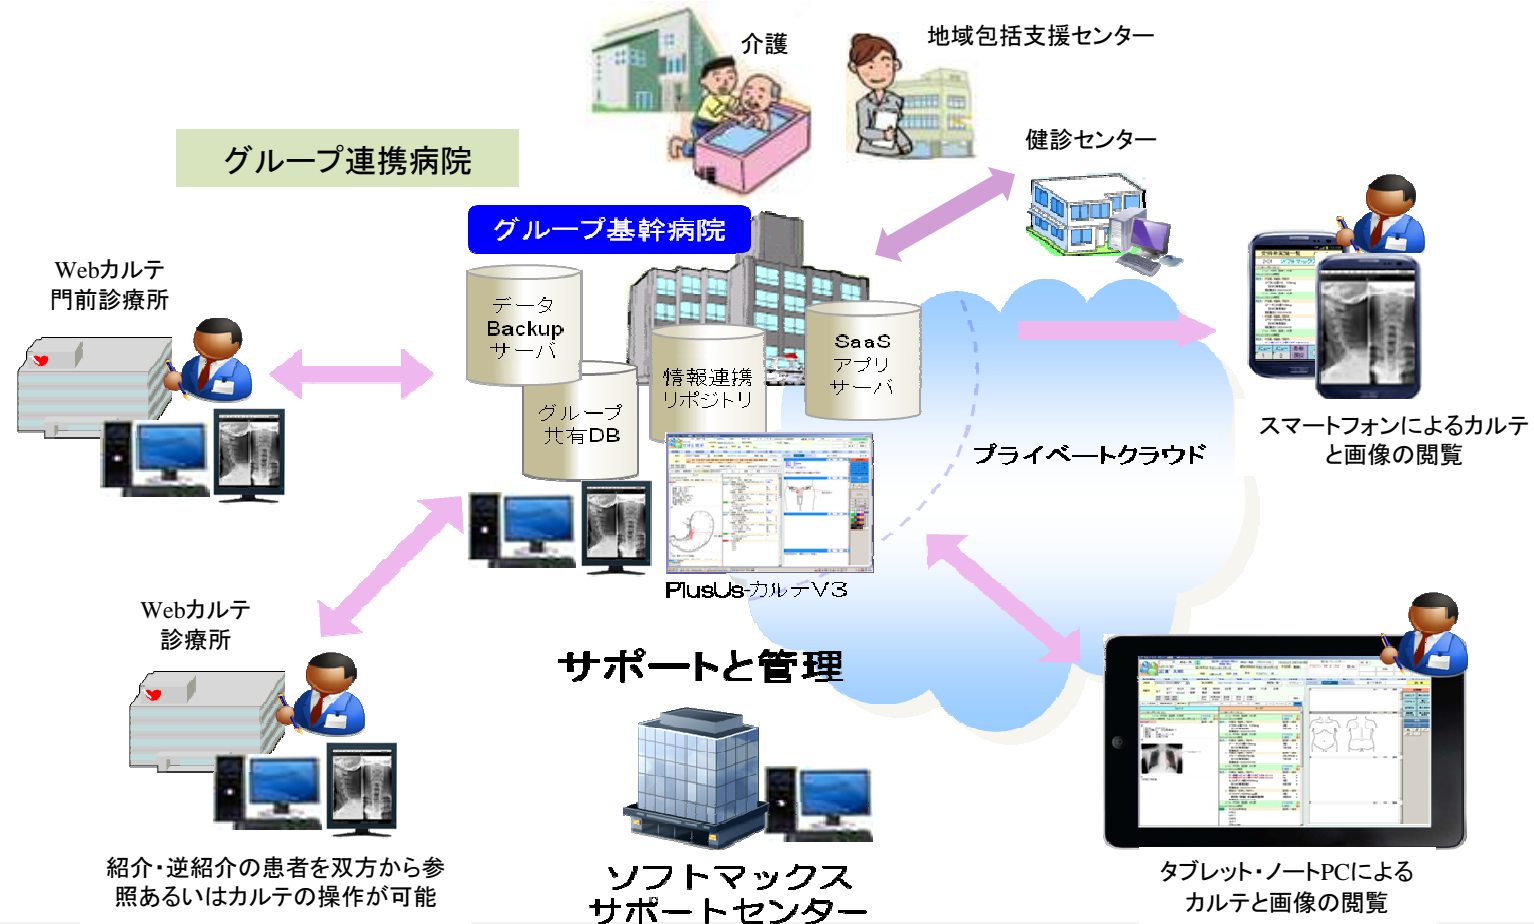 介護
地域包括支援センター
健診センター
グループ連携病院
グループ基幹病院
Webカルテ
門前診療所
データ
Backup
サーバ
グループ
共有DB
情報連携
リポジトリ
SaaS
アプリ
サーバ
プライベートクラウド
スマートフォンによるカルテ
と画像の閲覧
PlusUs-カルテV3
Webカルテ
診療所
サポートと管理
紹介・逆紹介の患者を双方から参
照あるいはカルテの操作が可能
ソフトマックス
サポートセンター
タブレット・ノートPCによる
カルテと画像の閲覧